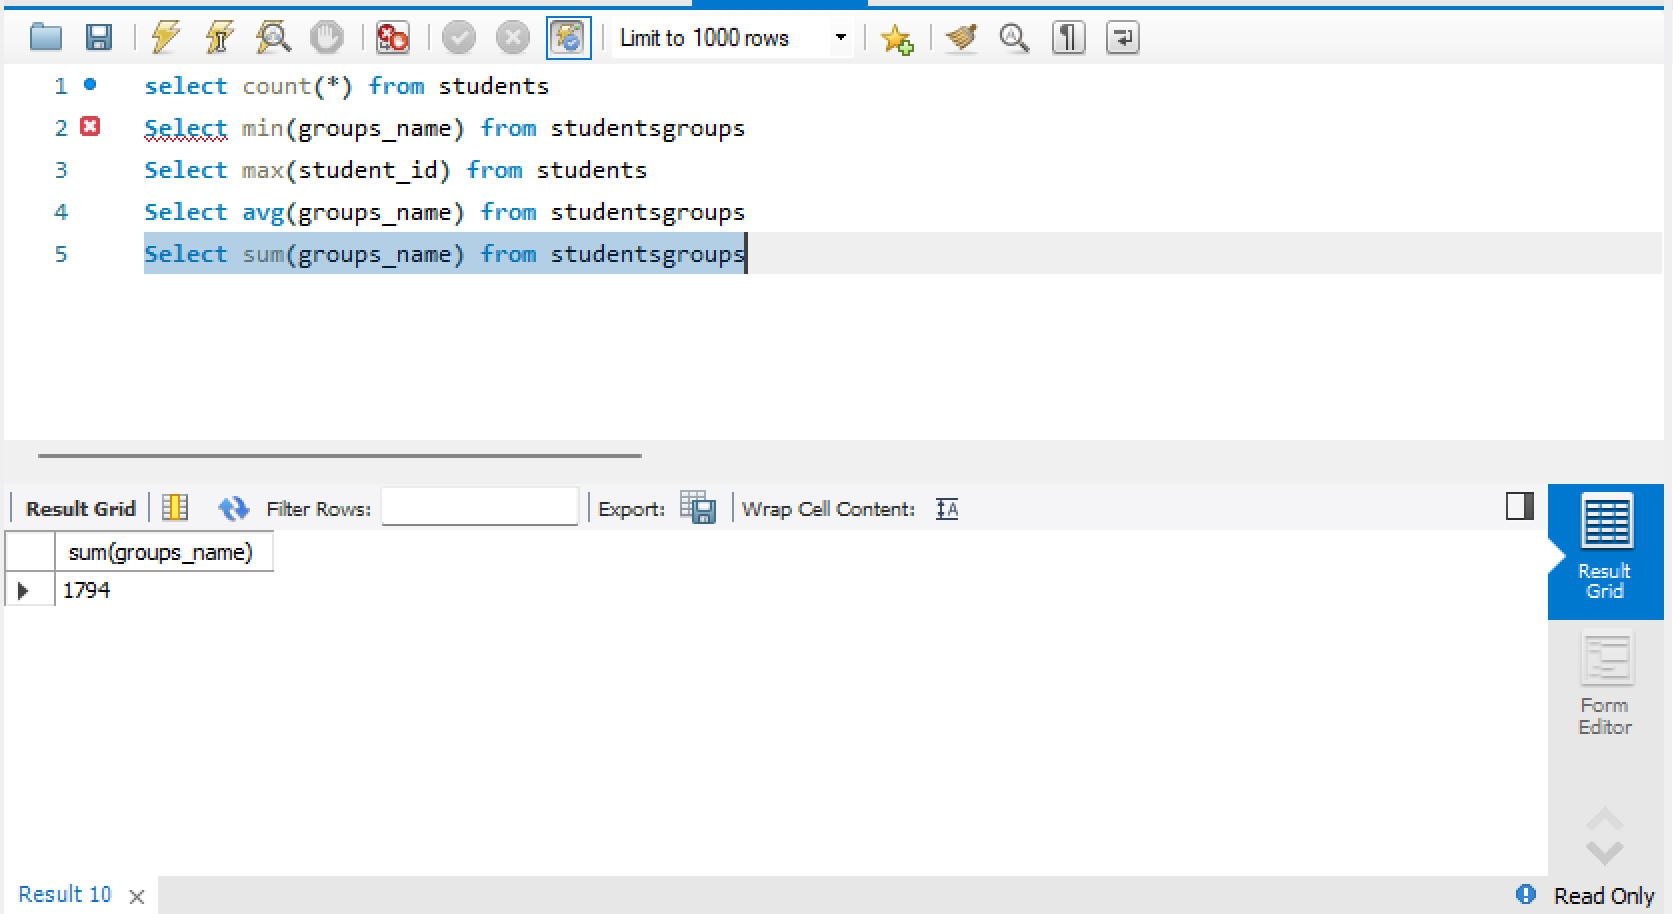 Limit to 1000 rows
1 select count(*) from students
2 Select min(groups_name) from studentsgroups
3 Select max(student_id) from students
4 Select avg(groups_name) from studentsgroups
5 Select sum(groups_name) from studentsgroups
Result Grid Filter Rows: Export: Wrap Cell Content: IA
sum(groups_name)
1794
Result
Grid
Form
Editor
Result 10
Read Only